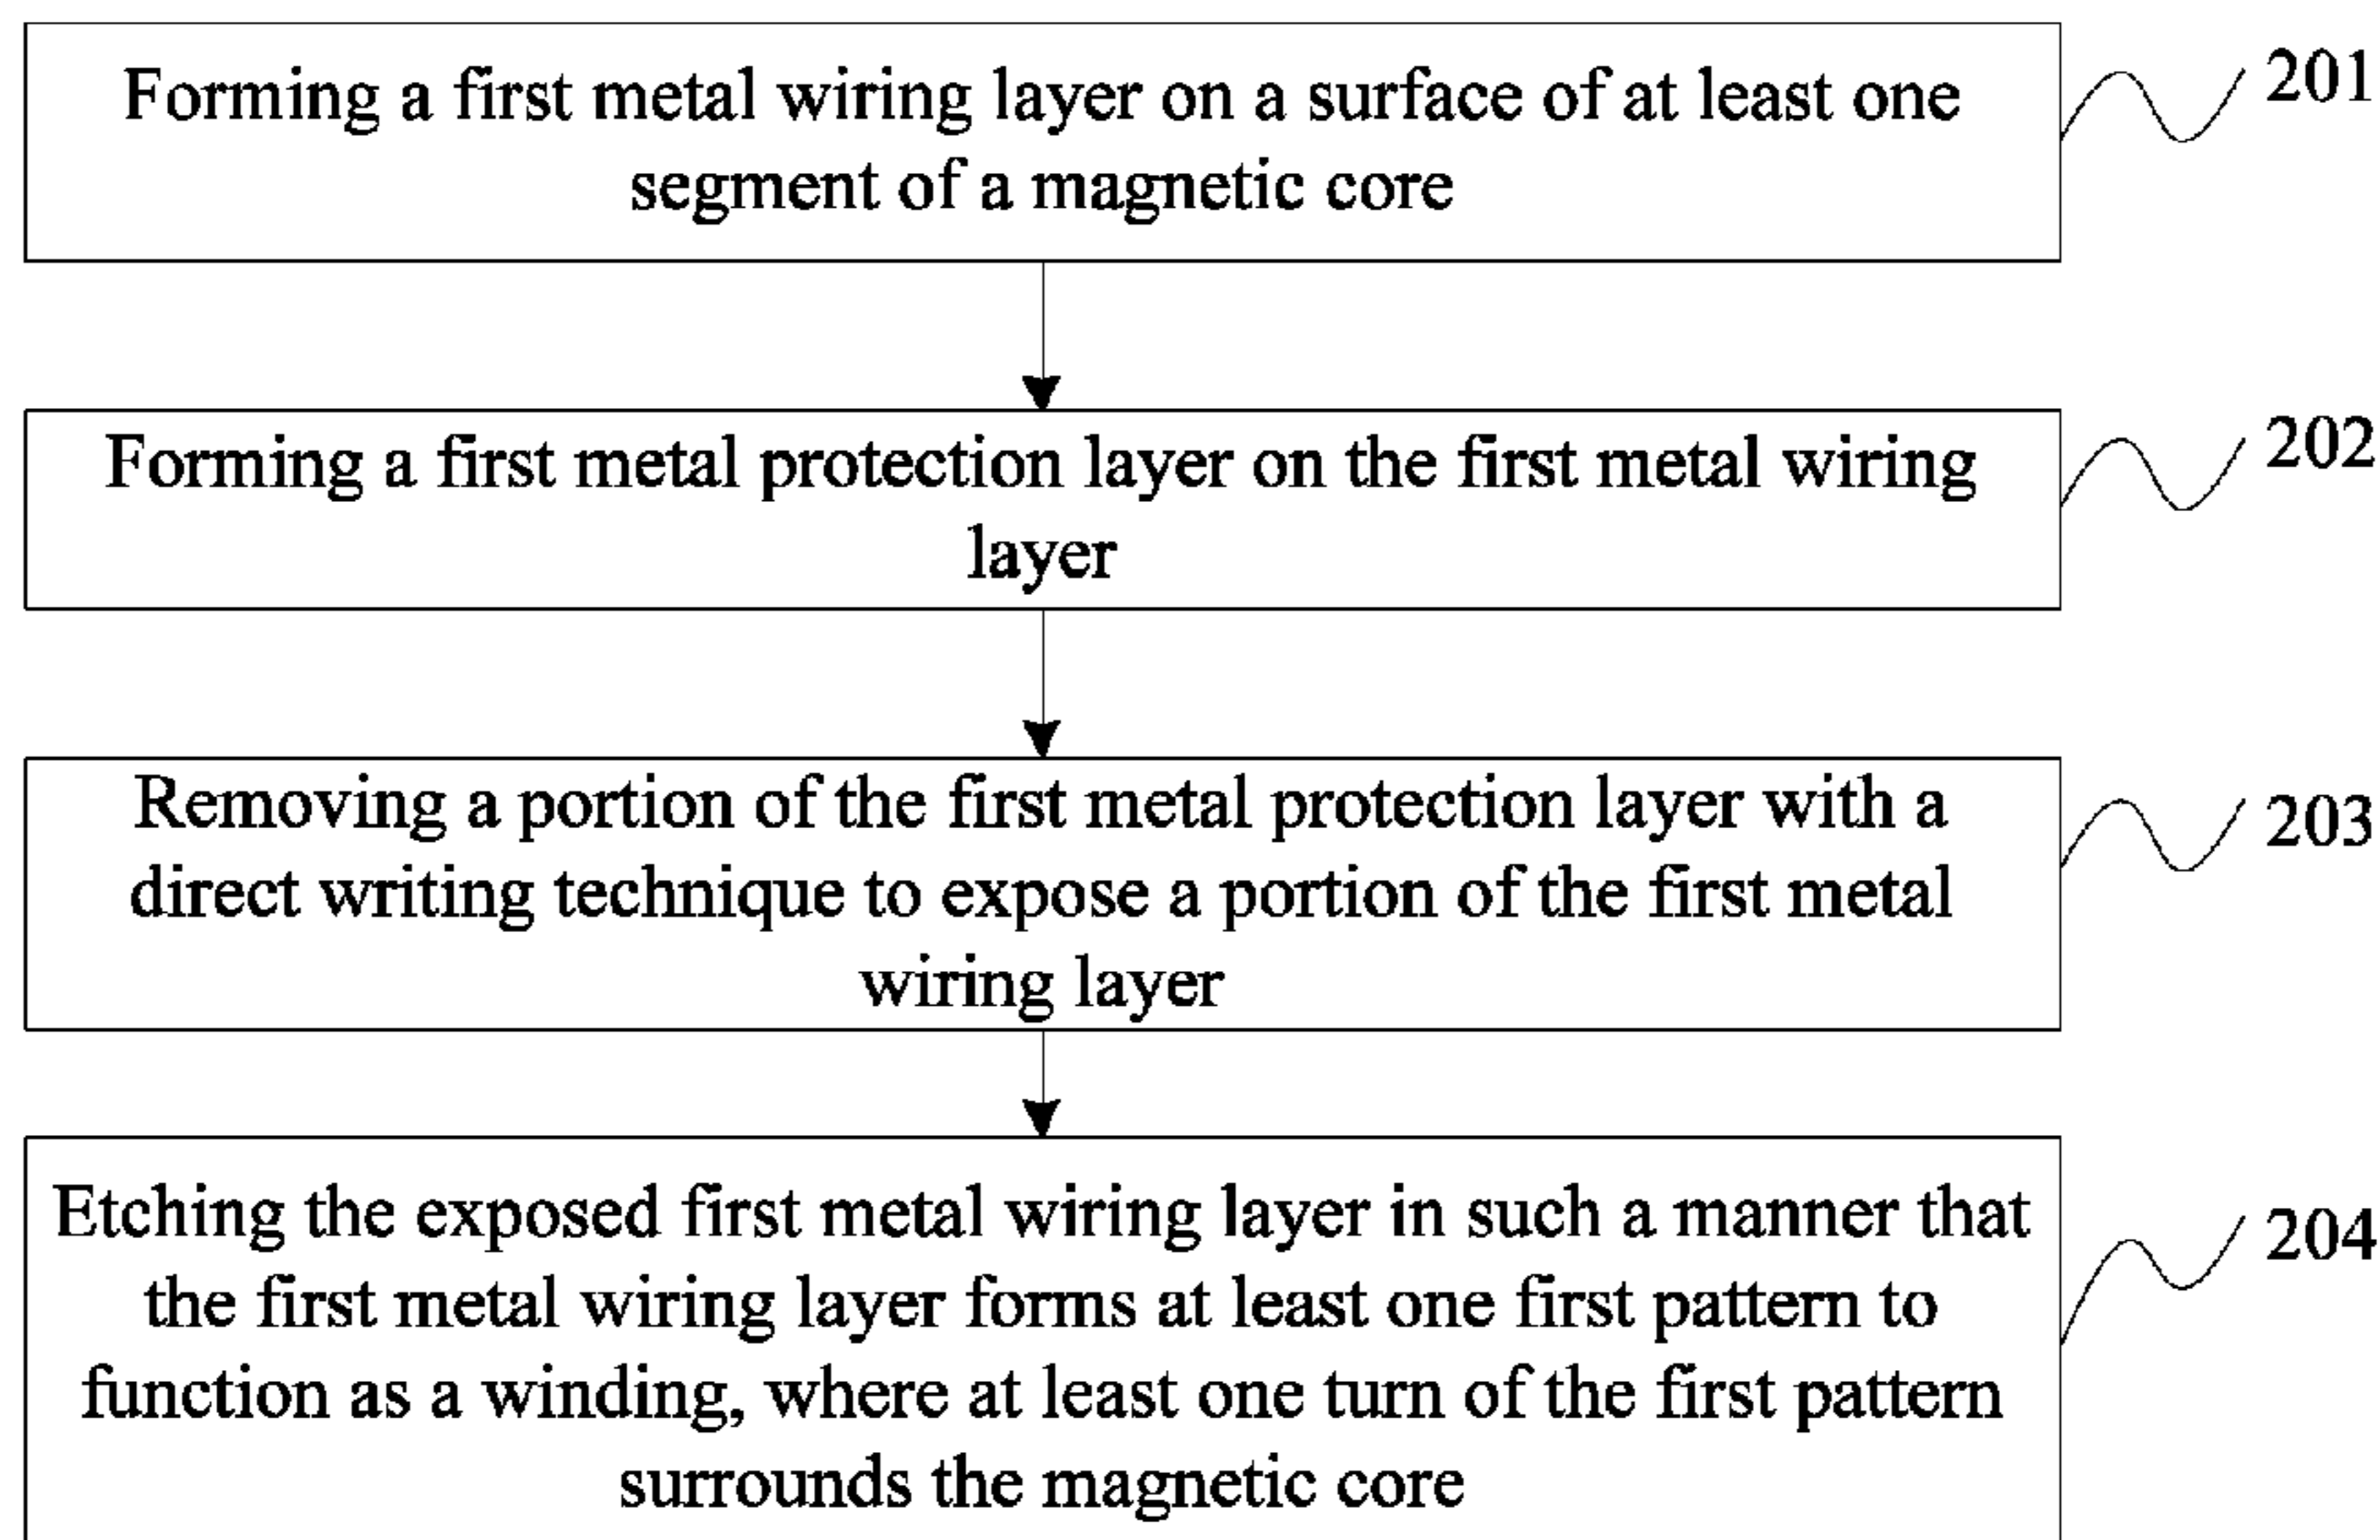 Forming a first metal wiring layer on a surface of at least one
segment of a magnetic core
201
Forming a first metal protection layer on the first metal wiring
layer
202
Removing a portion of the first metal protection layer with a
direct writing technique to expose a portion of the first metal
wiring layer
203
Etching the exposed first metal wiring layer in such a manner that
the first metal wiring layer forms at least one first pattern to
function as a winding, where at least one turn of the first pattern
surrounds the magnetic core
204